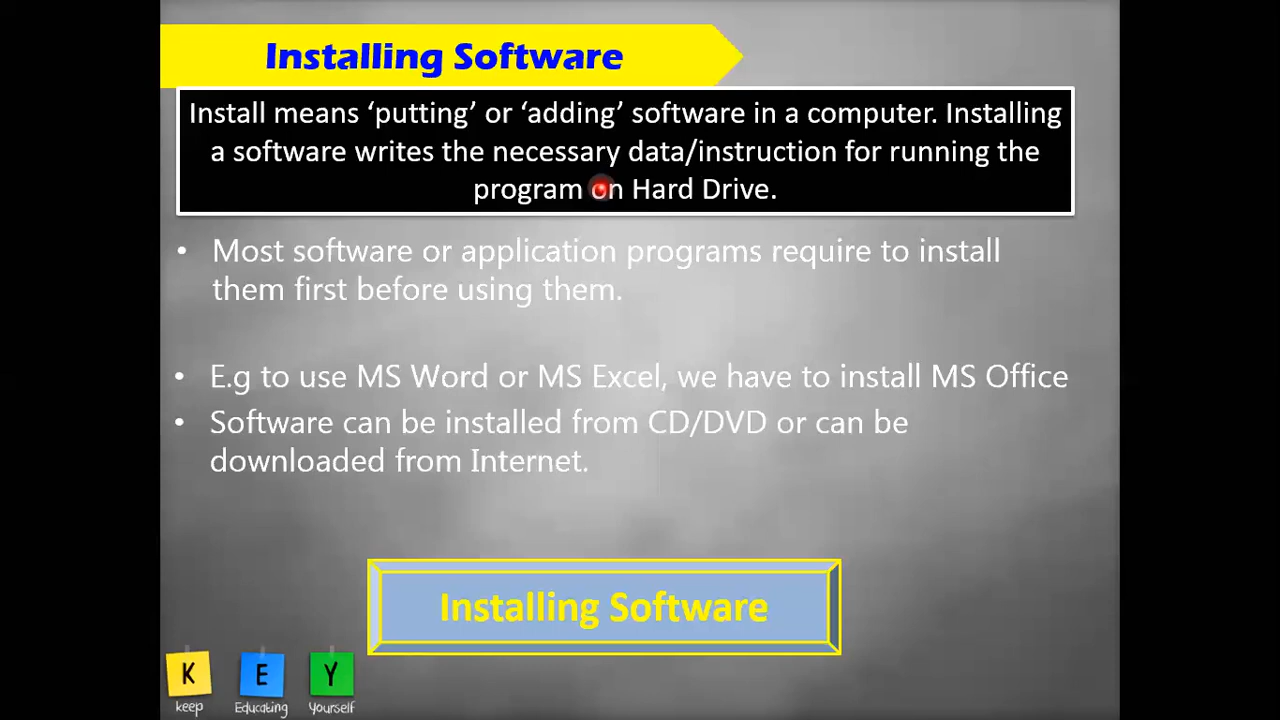 Installing Software
Install means ‘putting’ or ‘adding’ software in a computer. Installing
a software writes the necessary data/instruction for running the
program on Hard Drive.
• Most software or application programs require to install
them first before using them.
• E.g to use MS Word or MS Excel, we have to install MS Office
• Software can be installed from CD/DVD or can be
downloaded from Internet.
Installing Software
K E Y
keep Educating Yourself